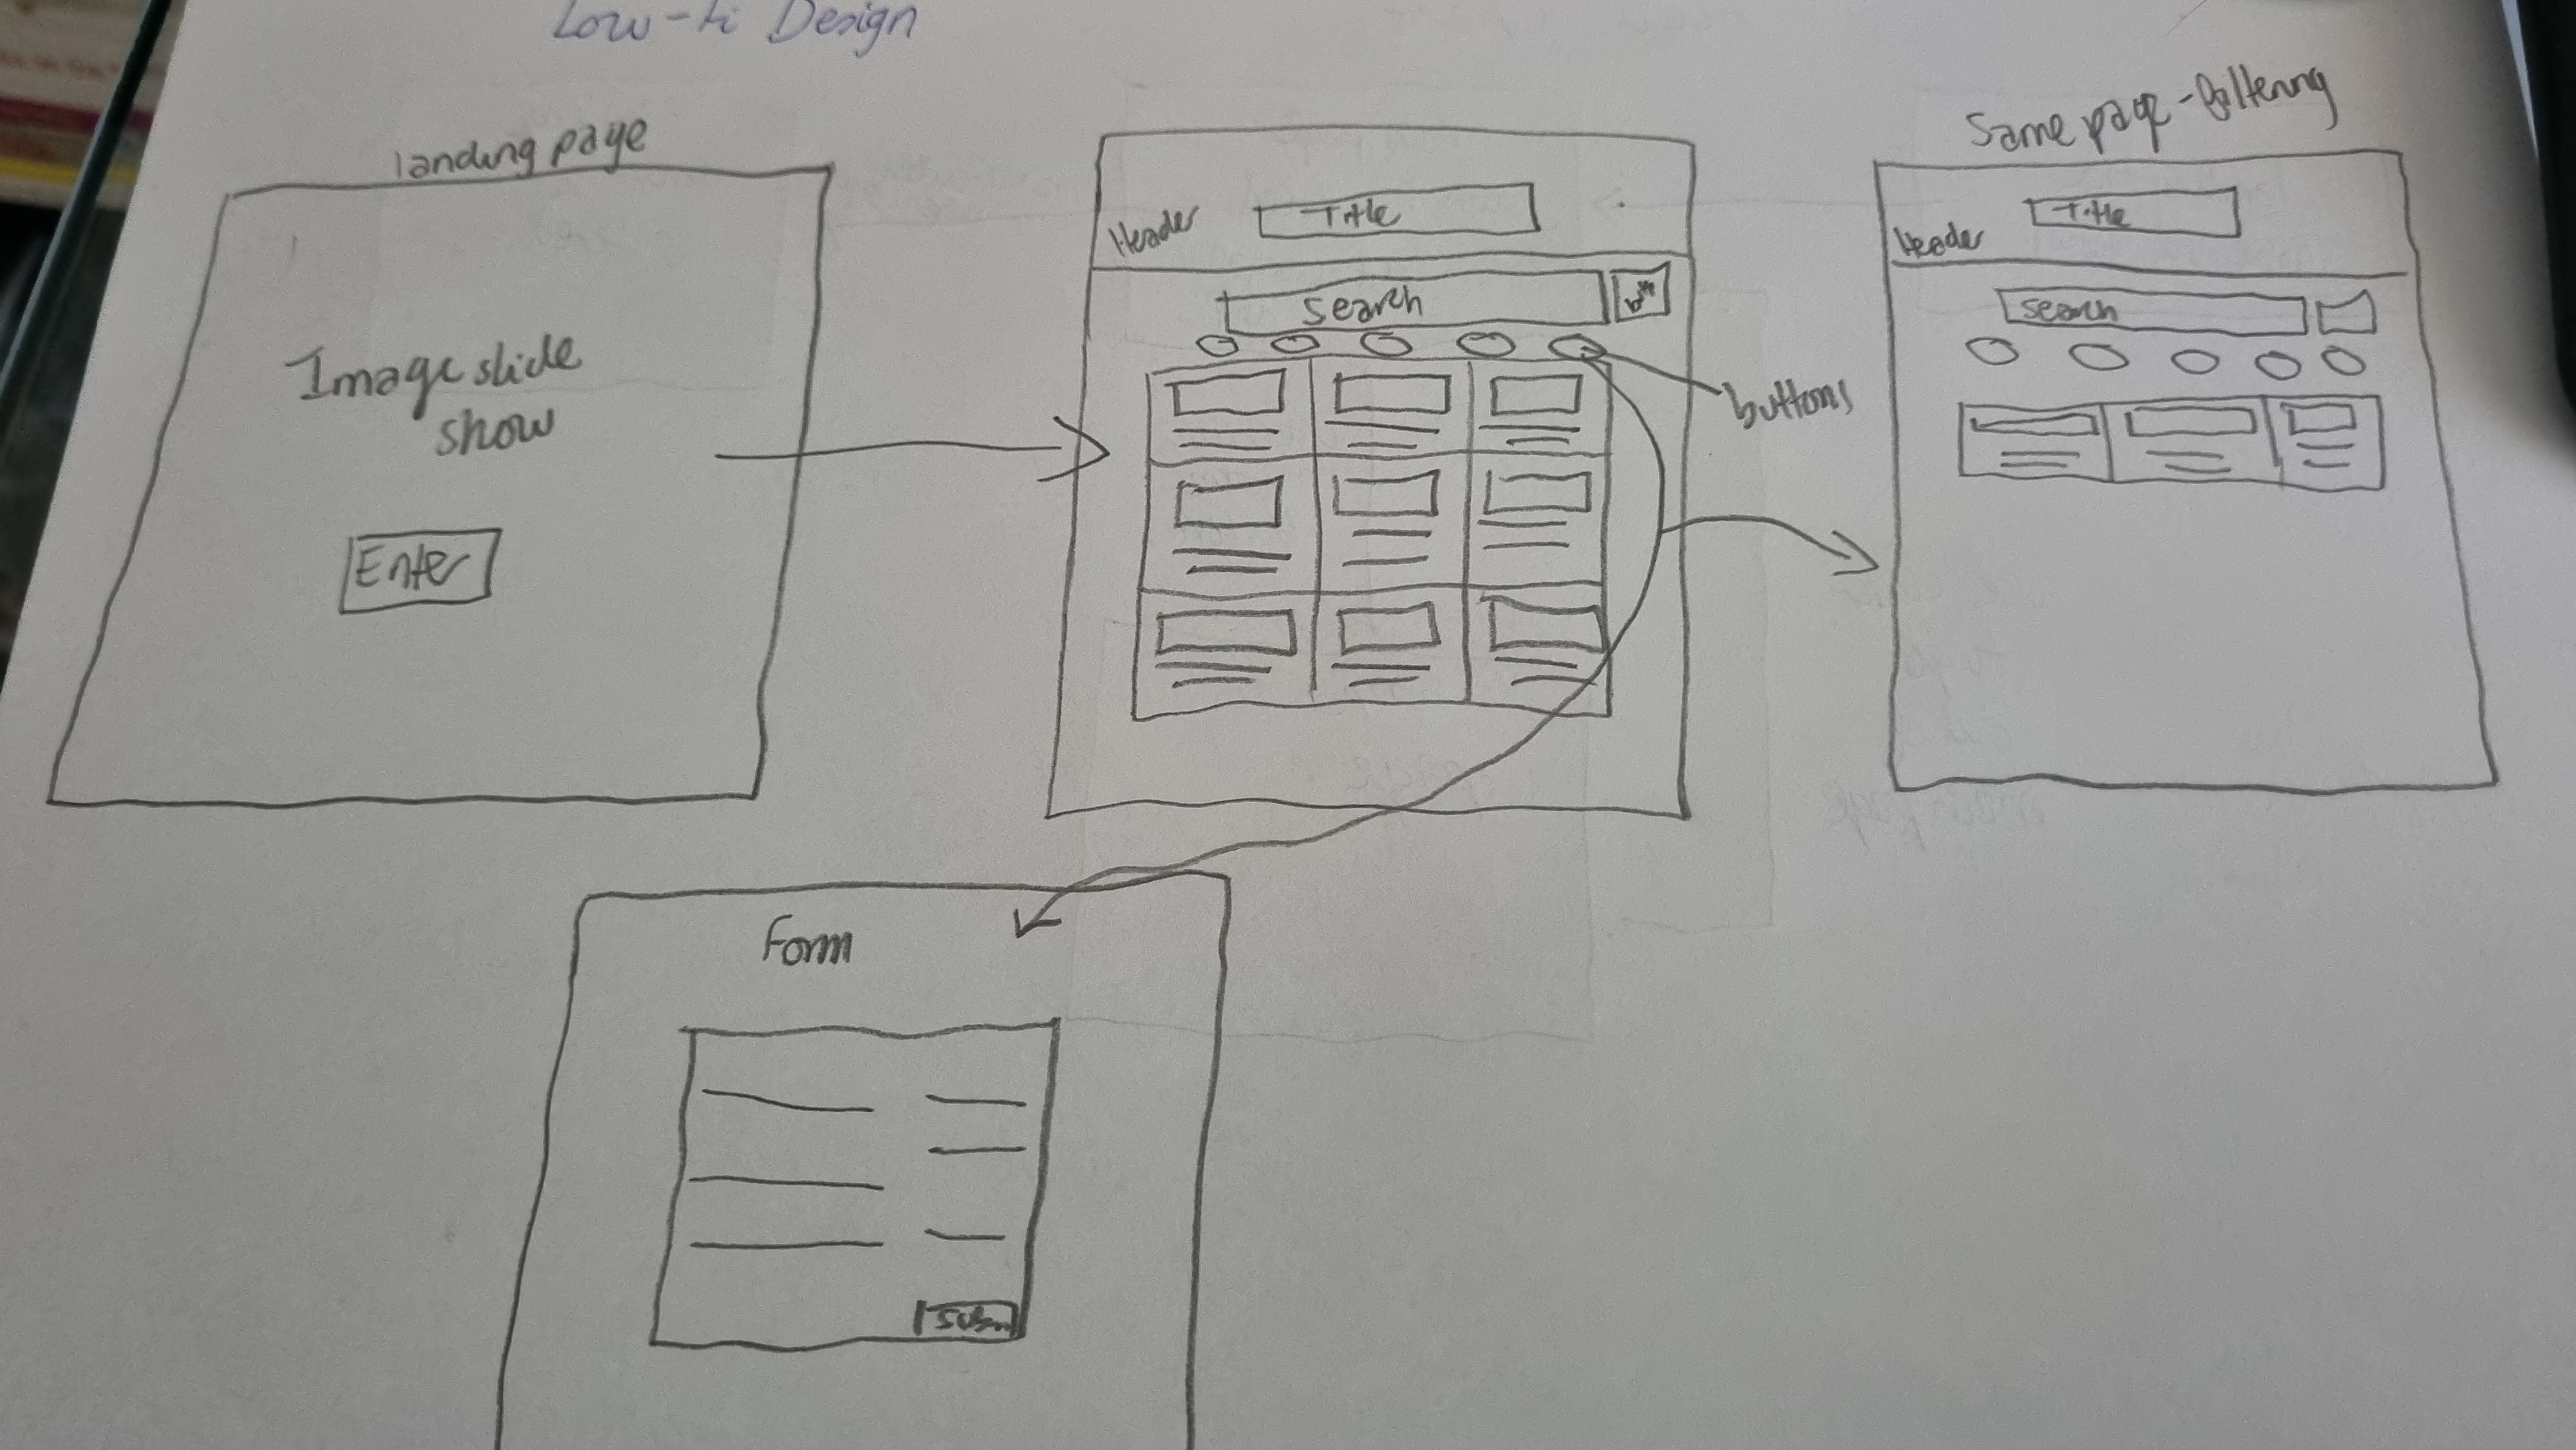 Low-fi Design
landing page
Image slide
show
Enter
Header
Title
Search
buttons
Same page - filtering
Header
Title
Search
Form